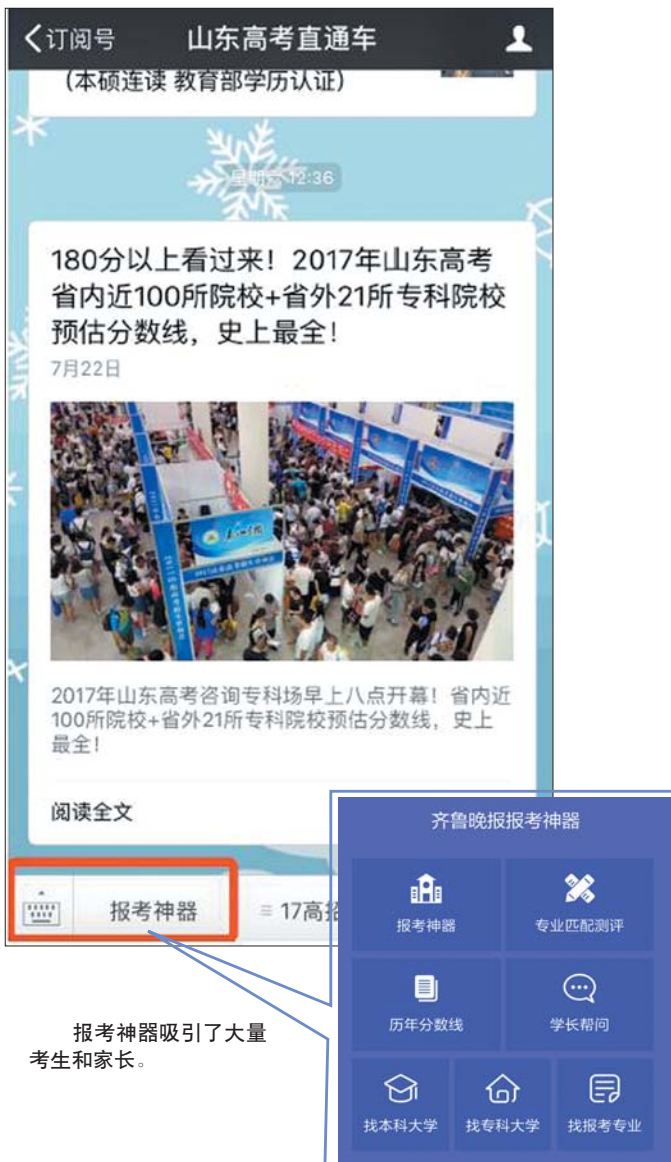 订阅号
山东高考直通车
(本硕连读 教育部学历认证)
星期六 12:36
180分以上看过来！2017年山东高考
省内近100所院校+省外21所专科院校
预估分数线，史上最全！
7月22日
2017年山东高考咨询专科场早上八点开幕！省内近
100所院校+省外21所专科院校预估分数线，史上
最全！
阅读全文
报考神器
≡ 17高招
齐鲁晚报报考神器
报考神器
专业匹配测评
历年分数线
学长帮问
找本科大学
找专科大学
找报考专业
报考神器吸引了大量
考生和家长。